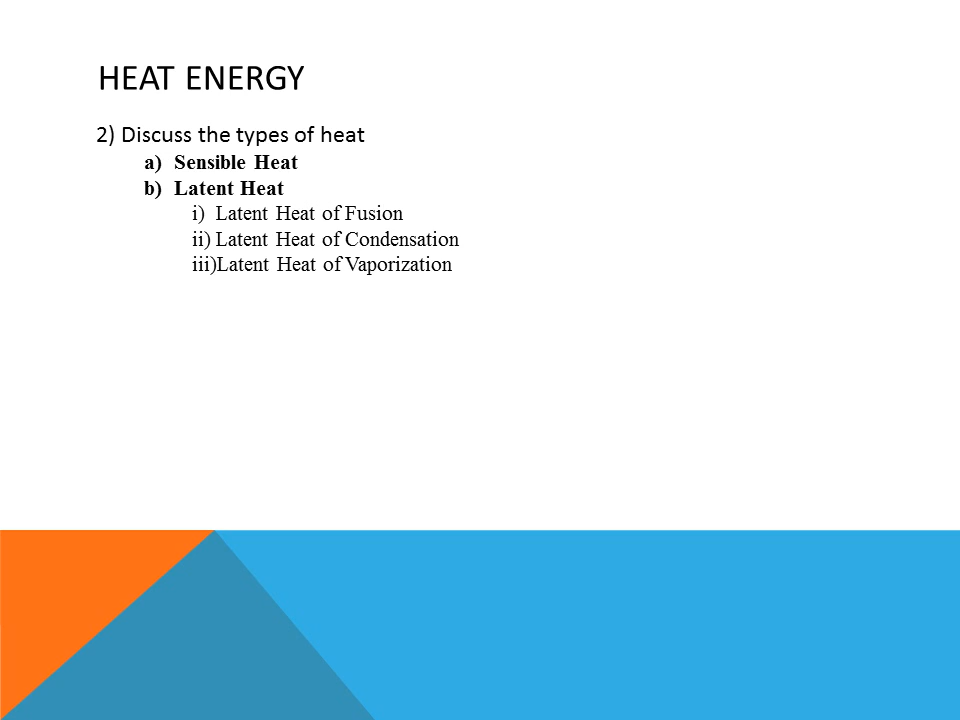 HEAT ENERGY
2) Discuss the types of heat
a) Sensible Heat
b) Latent Heat
i) Latent Heat of Fusion
ii) Latent Heat of Condensation
iii)Latent Heat of Vaporization